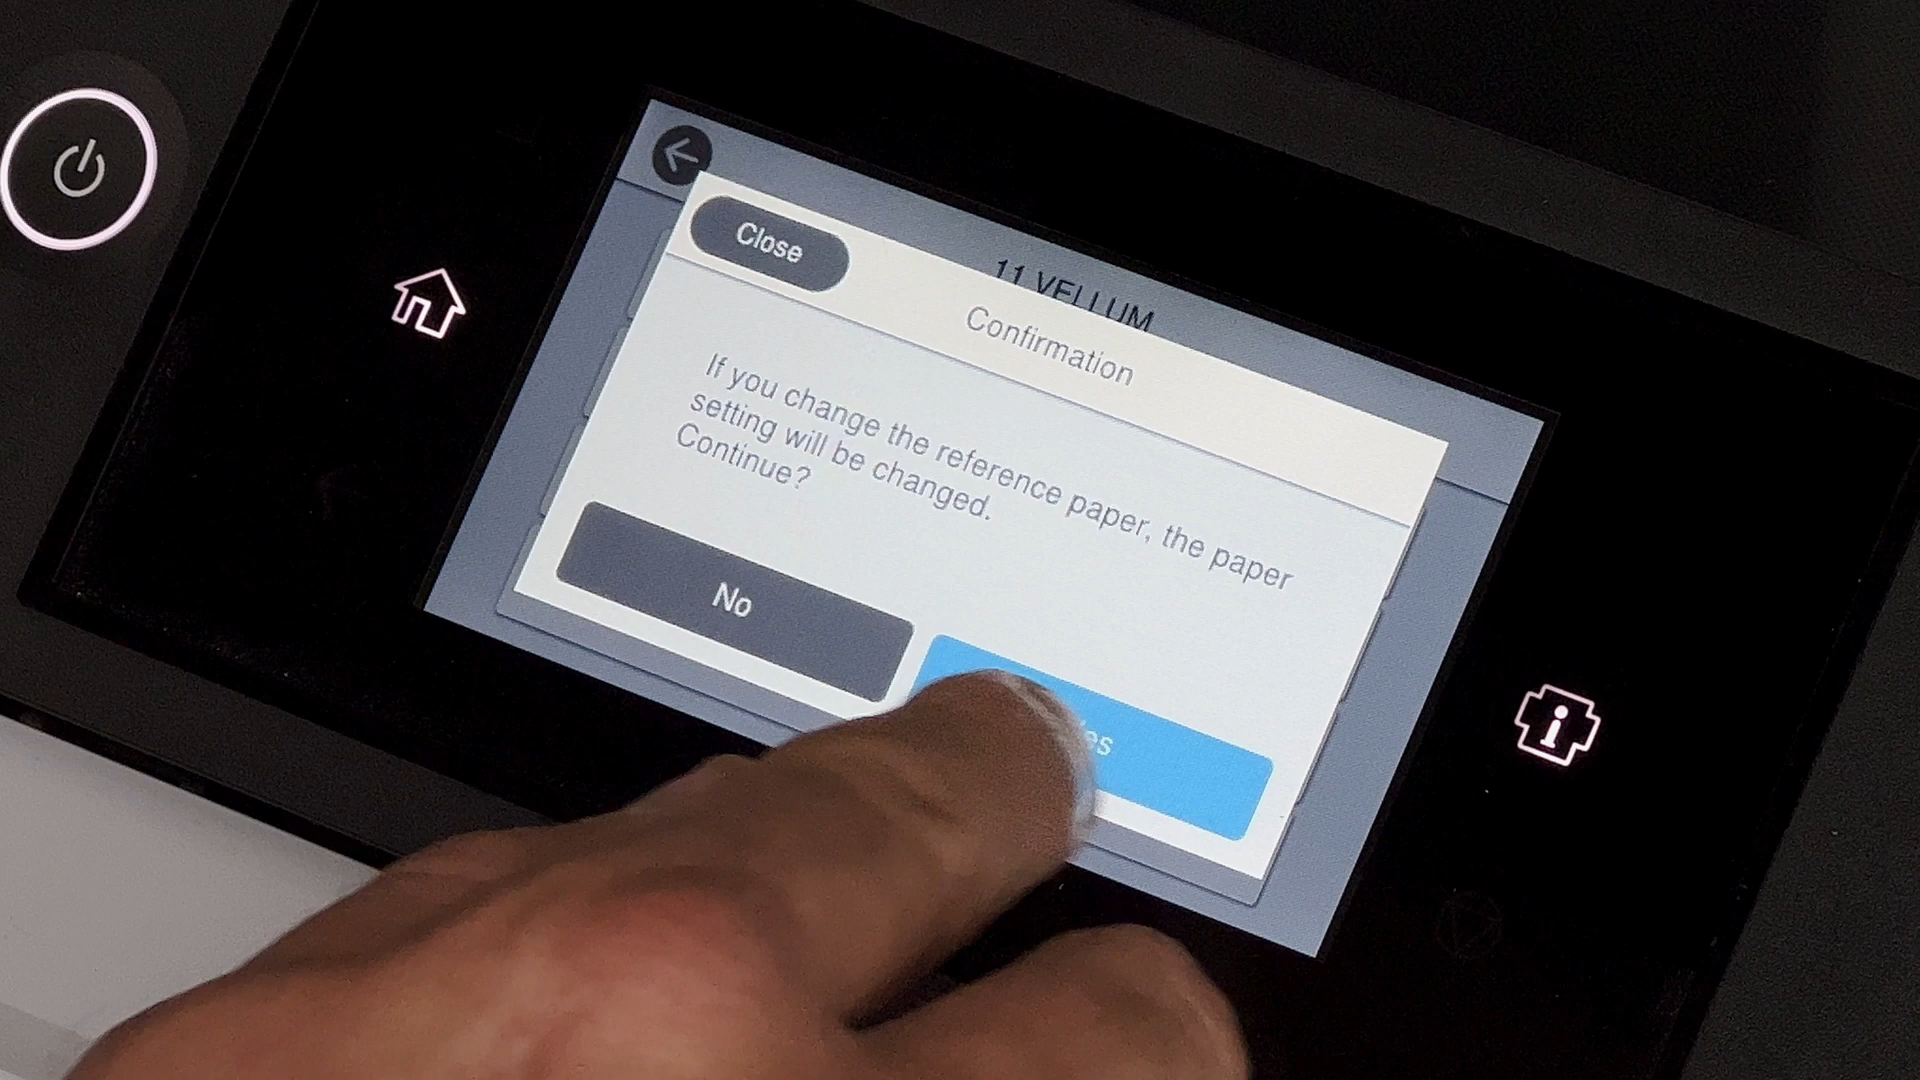 Close
11 VELLUM
Confirmation
If you change the reference paper, the paper
setting will be changed.
Continue?
No